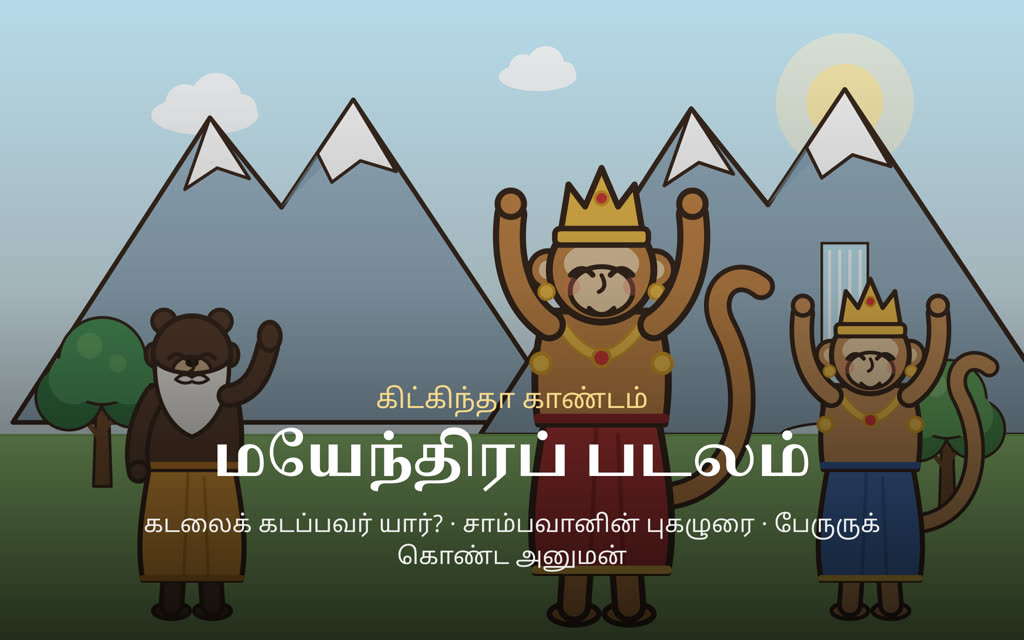 கிட்கிந்தா காண்டம்
மயேந்திரப் படலம்
கடலைக் கடப்பவர் யார்? · சாம்பவானின் புகழுரை · பேருருக்
கொண்ட அனுமன்